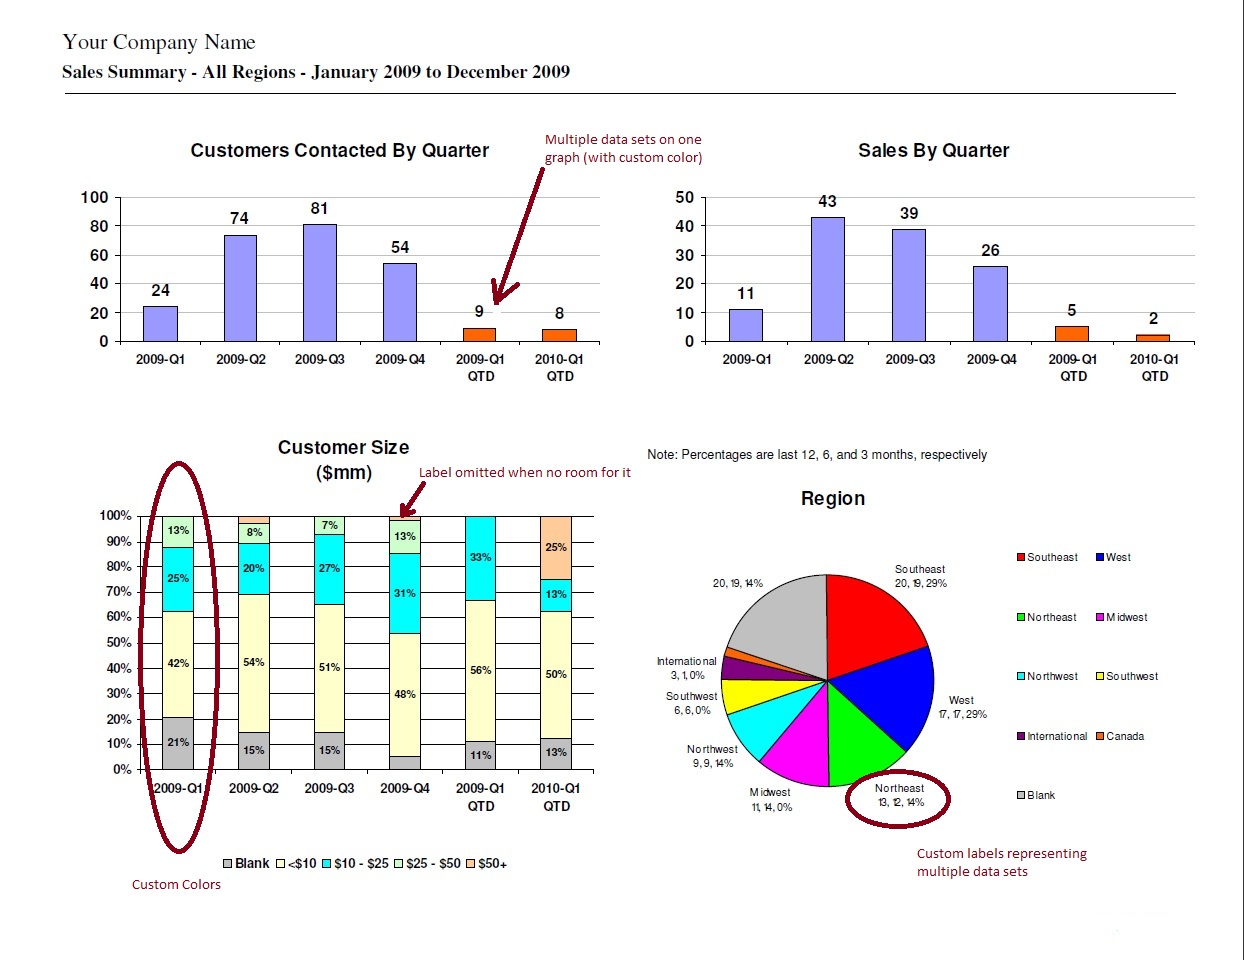 Your Company Name
Sales Summary - All Regions - January 2009 to December 2009
Customers Contacted By Quarter
Multiple data sets on one
graph (with custom color)
100
80
60
40
20
0
24
74
81
54
9
8
2009-Q1
2009-Q2
2009-Q3
2009-Q4
2009-Q1
QTD
2010-Q1
QTD
Sales By Quarter
50
40
30
20
10
0
11
43
39
26
5
2
2009-Q1
2009-Q2
2009-Q3
2009-Q4
2009-Q1
QTD
2010-Q1
QTD
Customer Size
($mm)
Label omitted when no room for it
100%
90%
80%
70%
60%
50%
40%
30%
20%
10%
0%
13%
25%
42%
21%
8%
20%
54%
15%
7%
27%
51%
15%
13%
31%
48%
33%
56%
11%
25%
13%
50%
13%
2009-Q1
2009-Q2
2009-Q3
2009-Q4
2009-Q1
QTD
2010-Q1
QTD
Blank <$10 $10 - $25 $25 - $50 $50+
Custom Colors
Note: Percentages are last 12, 6, and 3 months, respectively
Region
20, 19, 14%
Southeast
20, 19, 29%
International
3, 1, 0%
Southwest
6, 6, 0%
West
17, 17, 29%
Northwest
9, 9, 14%
Midwest
11, 14, 0%
Northeast
13, 12, 14%
Southeast West
Northeast Midwest
Northwest Southwest
International Canada
Blank
Custom labels representing
multiple data sets